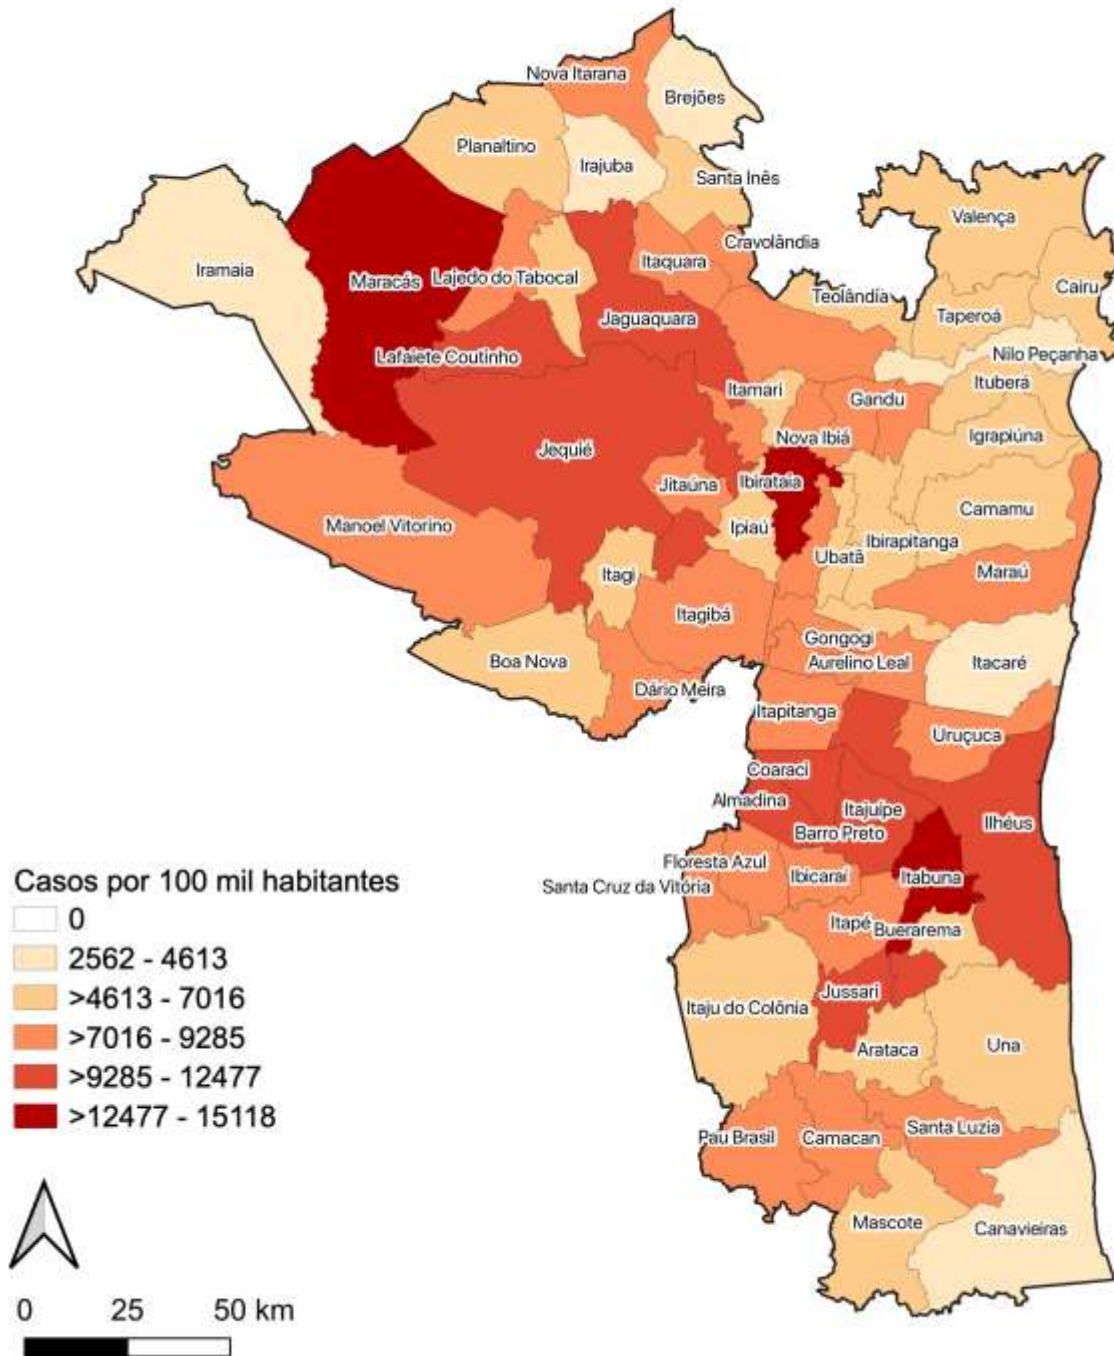 Nova Itarana
Brejões
Planaltino
Irajuba
Santa Inês
Valença
Cravolândia
Iramaia
Maracás
Lajedo do Tabocal
Itaquara
Teolândia
Cairu
Taperoá
Jaguaquara
Lafaiete Coutinho
Nilo Peçanha
Ituberá
Itamari
Gandu
Nova Ibiá
Igrapiúna
Jequié
Jitaúna
Ibirataia
Camamu
Manoel Vitorino
Ipiaú
Ibirapitanga
Ubatã
Itagi
Maraú
Itagibá
Gongogi
Boa Nova
Aurelino Leal
Itacaré
Dário Meira
Itapitanga
Uruçuca
Coaraci
Almadina
Itajuípe
Ilhéus
Barro Preto
Floresta Azul
Ibicaraí
Itabuna
Santa Cruz da Vitória
Itapé
Buerarema
Jussari
Itaju do Colônia
Arataca
Una
Pau Brasil
Camacan
Santa Luzia
Mascote
Canavieiras
Casos por 100 mil habitantes
0
2562 - 4613
>4613 - 7016
>7016 - 9285
>9285 - 12477
>12477 - 15118
0 25 50 km